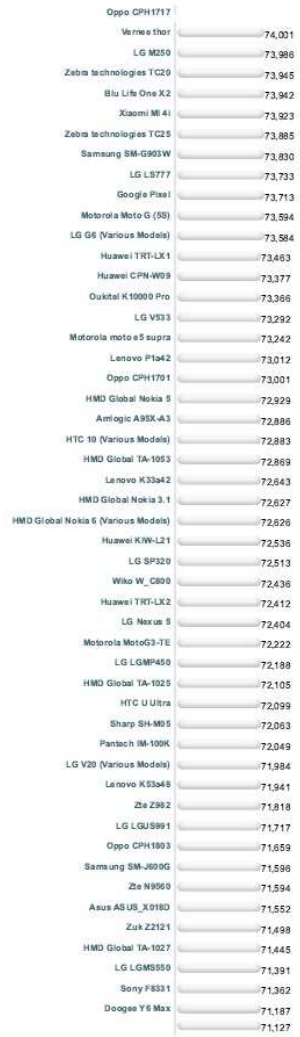 Oppo CPH1717
Vernee thor 74,001
LG M250 73,986
Zebra technologies TC20 73,945
Blu Life One X2 73,942
Xiaomi MI 4i 73,923
Zebra technologies TC25 73,885
Samsung SM-G903W 73,830
LG LS777 73,733
Google Pixel 73,713
Motorola Moto G (5S) 73,594
LG G6 (Various Models) 73,584
Huawei TRT-LX1 73,463
Huawei CPN-W09 73,377
Oukitel K10000 Pro 73,366
LG V533 73,292
Motorola moto e5 supra 73,242
Lenovo P1a42 73,012
Oppo CPH1701 73,001
HMD Global Nokia 5 72,929
Amlogic A95X-A3 72,886
HTC 10 (Various Models) 72,883
HMD Global TA-1053 72,869
Lenovo K33a42 72,643
HMD Global Nokia 3.1 72,627
HMD Global Nokia 6 (Various Models) 72,626
Huawei KIW-L21 72,536
LG SP320 72,513
Wiko W_C800 72,436
Huawei TRT-LX2 72,412
LG Nexus 5 72,404
Motorola MotoG3-TE 72,222
LG LGMP450 72,188
HMD Global TA-1025 72,105
HTC U Ultra 72,099
Sharp SH-M05 72,063
Pantech IM-100K 72,049
LG V20 (Various Models) 71,984
Lenovo K53a48 71,941
Zte Z982 71,818
LG LGUS991 71,717
Oppo CPH1803 71,659
Samsung SM-J600G 71,596
Zte N9560 71,594
Asus ASUS_X018D 71,552
Zuk Z2121 71,498
HMD Global TA-1027 71,445
LG LGMS550 71,391
Sony F8331 71,362
Doogee Y6 Max 71,187
71,127